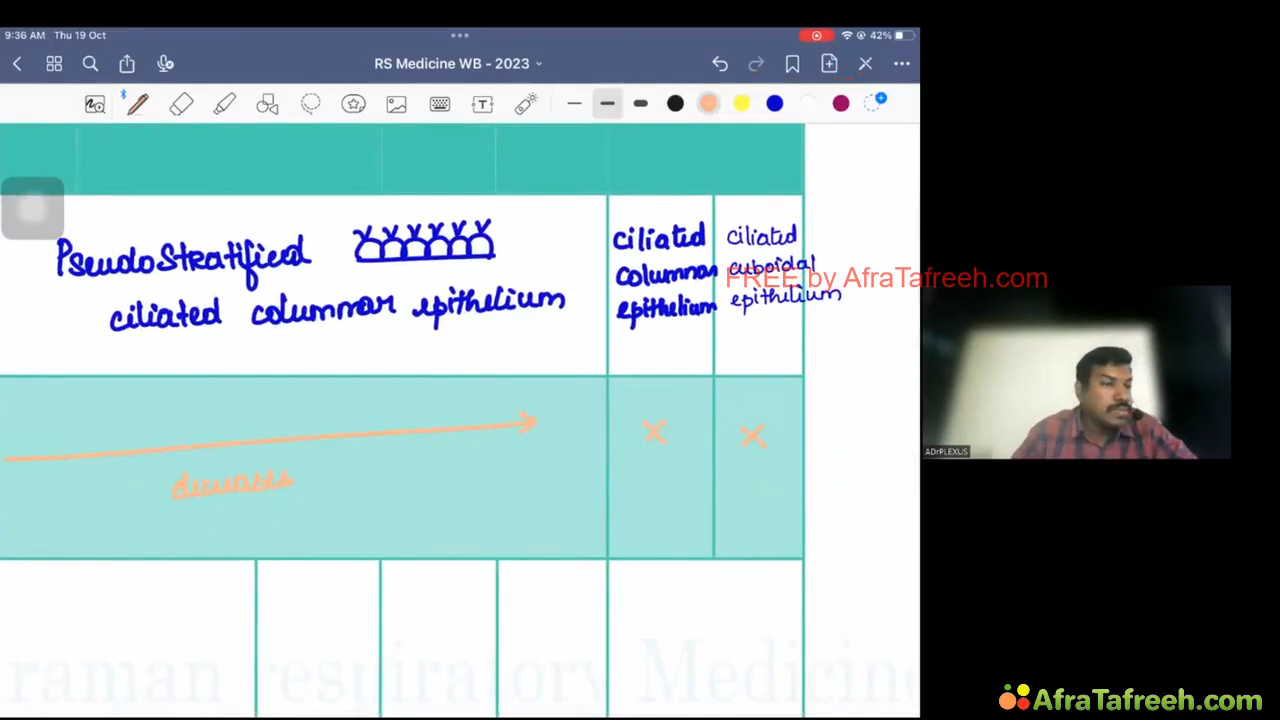 9:36 AM Thu 19 Oct
42%
RS Medicine WB - 2023
T
PseudoStratified
ciliated columnar epithelium
ciliated
columnar
epithelium
ciliated
cuboidal
epithelium
FREE by AfraTafreeh.com
decreases
ADrPLEXUS
raman respiratory Medicine
AfraTafreeh.com